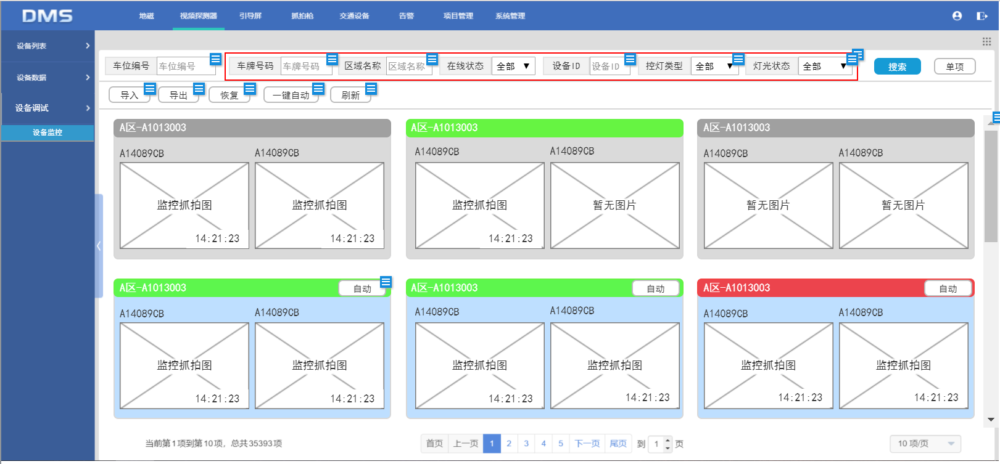 DMS
地磁 视频探测器 引导屏 抓拍枪 交通设备 告警 项目管理 系统管理
设备列表
设备数据
设备调试
设备监控
车位编号 车位编号 车牌号码 车牌号码 区域名称 区域名称 在线状态 全部 ▼ 设备ID 设备ID 控灯类型 全部 ▼ 灯光状态 全部 ▼ 搜索 单项
导入 导出 恢复 一键自动 刷新
A区-A1013003
A14089CB A14089CB
监控抓拍图 监控抓拍图
14:21:23 14:21:23
A区-A1013003
A14089CB A14089CB
监控抓拍图 暂无图片
14:21:23
A区-A1013003
A14089CB A14089CB
暂无图片 暂无图片
A区-A1013003 自动
A14089CB A14089CB
监控抓拍图 监控抓拍图
14:21:23 14:21:23
A区-A1013003 自动
A14089CB A14089CB
监控抓拍图 监控抓拍图
14:21:23 14:21:23
A区-A1013003 自动
A14089CB A14089CB
监控抓拍图 监控抓拍图
14:21:23 14:21:23
当前第1项到第10项，总共35393项 首页 上一页 1 2 3 4 5 下一页 尾页 到 1 页 10 项/页